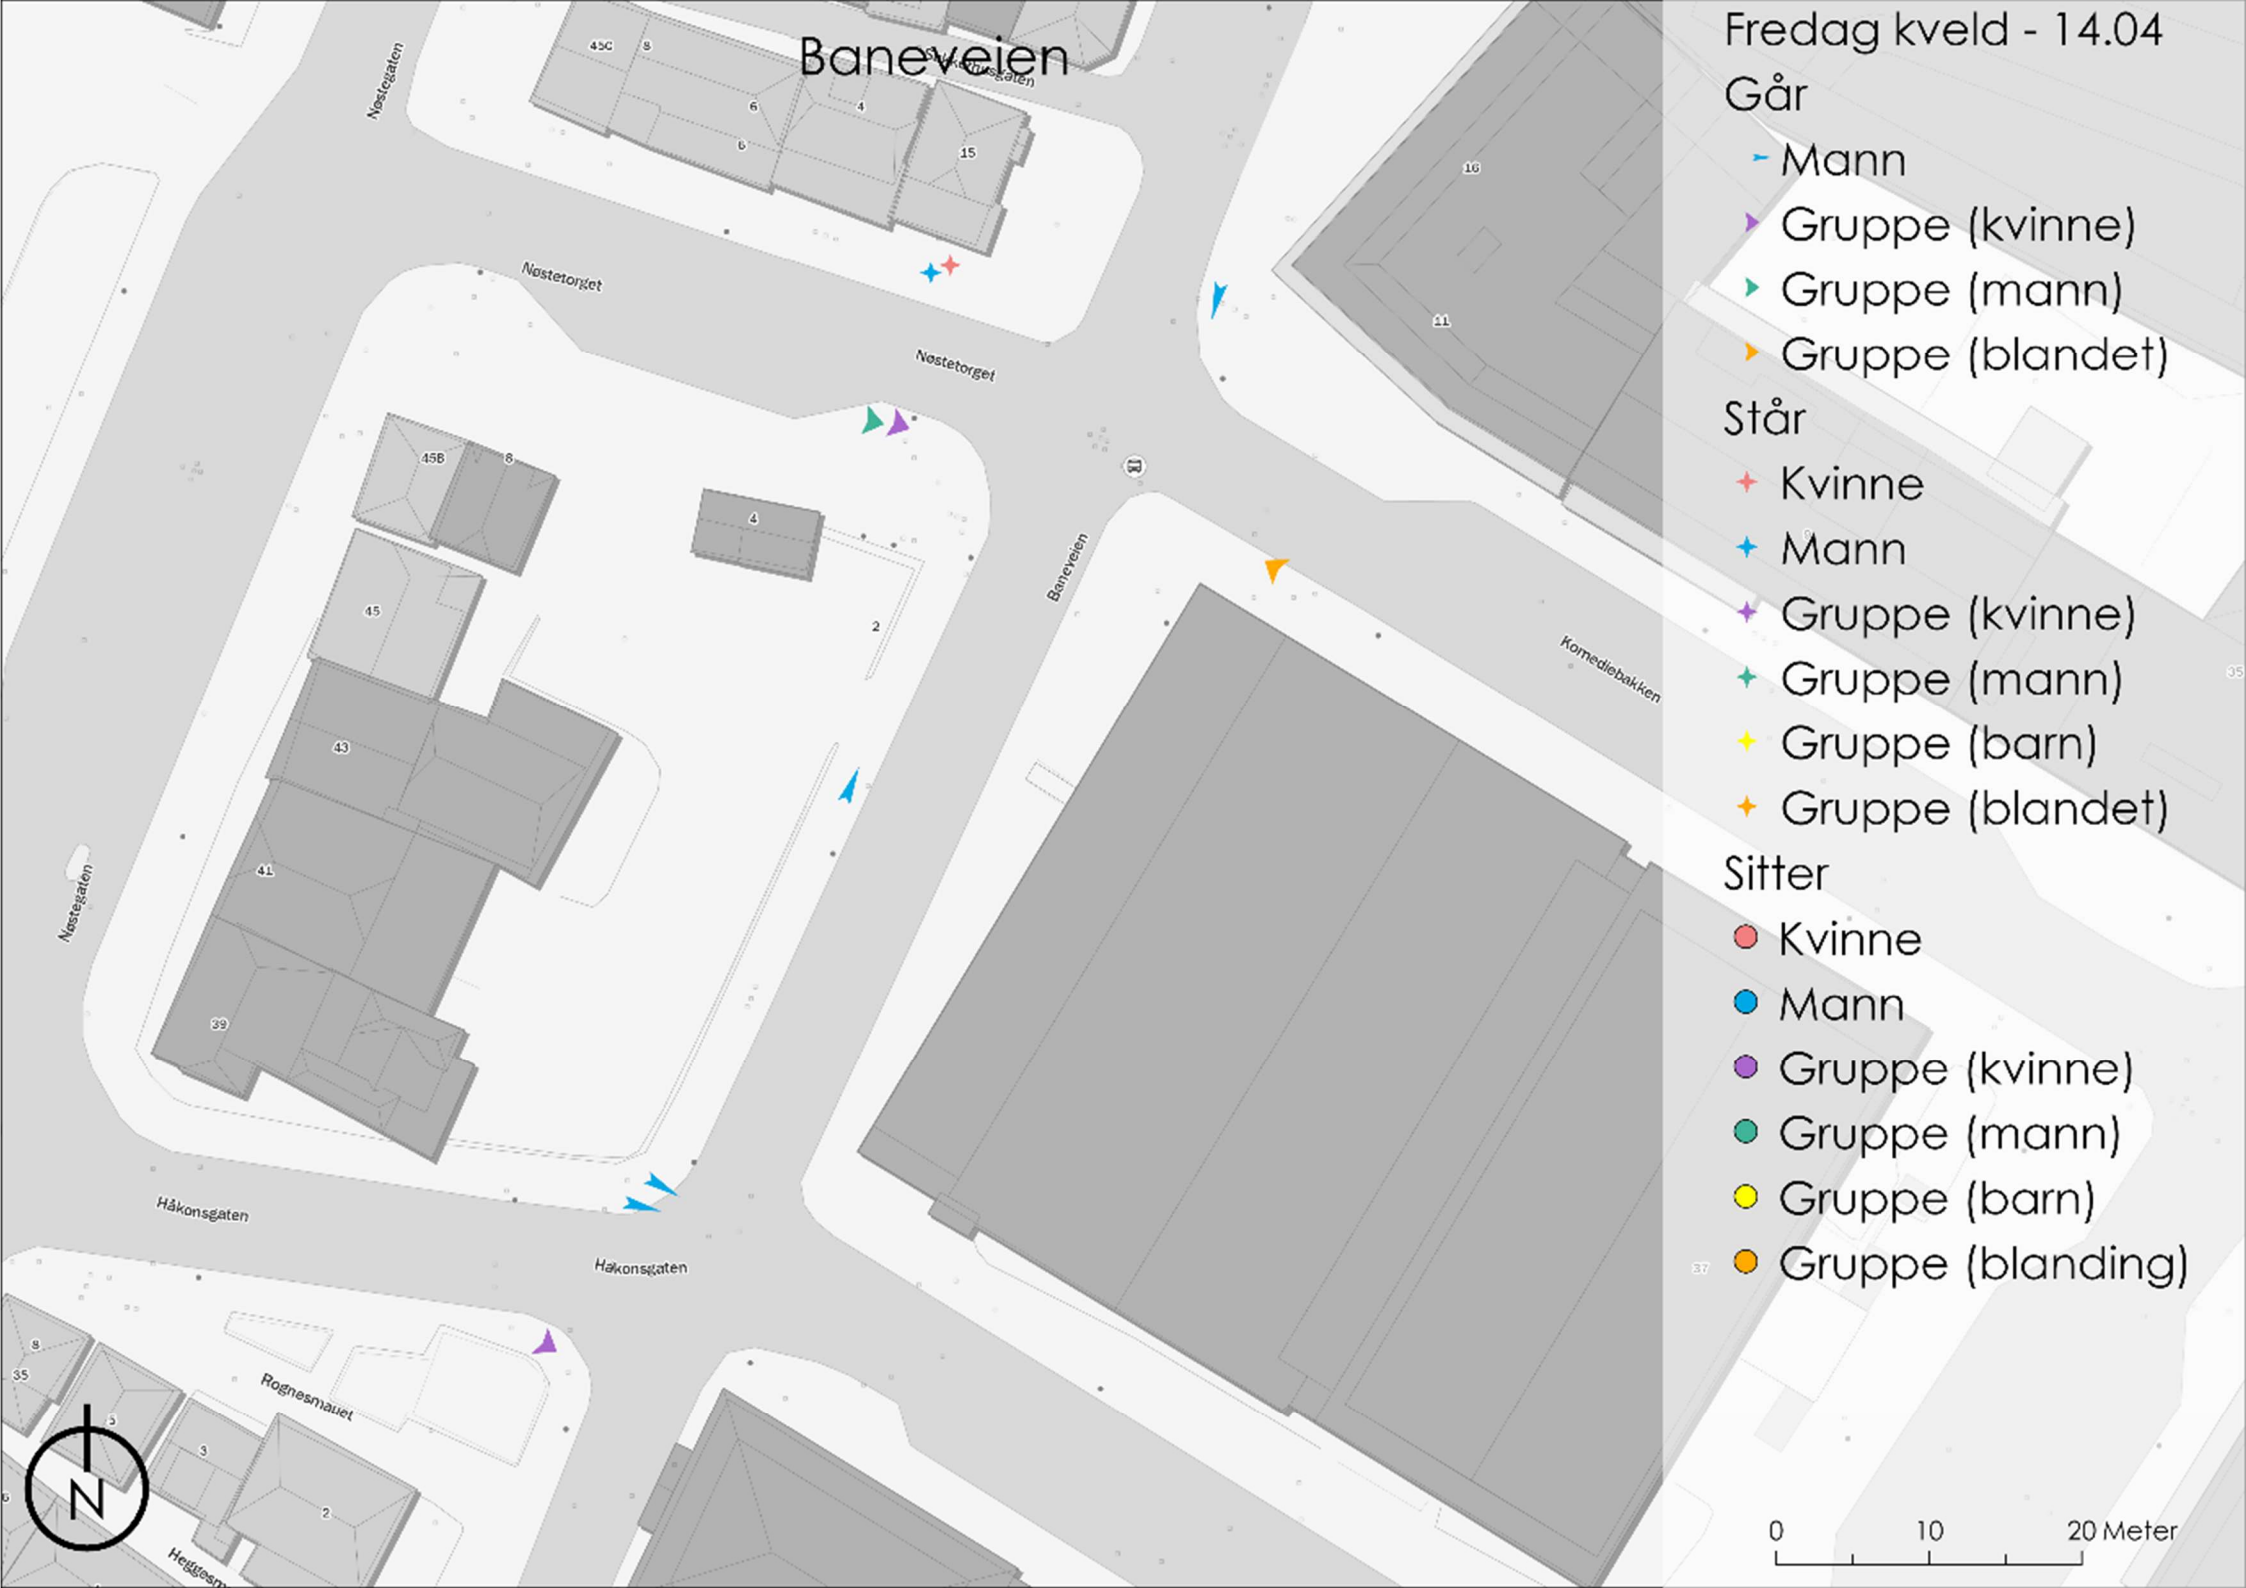 Baneveien
Fredag kveld - 14.04
Går
Mann
Gruppe (kvinne)
Gruppe (mann)
Gruppe (blandet)
Står
Kvinne
Mann
Gruppe (kvinne)
Gruppe (mann)
Gruppe (barn)
Gruppe (blandet)
Sitter
Kvinne
Mann
Gruppe (kvinne)
Gruppe (mann)
Gruppe (barn)
Gruppe (blanding)
0 10 20 Meter
N
Nøstegaten
45C
8
6
4
6
15
16
11
Nøstetorget
Nøstetorget
45B
8
4
45
2
Baneveien
Komediebakken
35
43
41
Nøstegaten
39
Håkonsgaten
Håkonsgaten
37
8
35
5
3
2
Rognesmauet